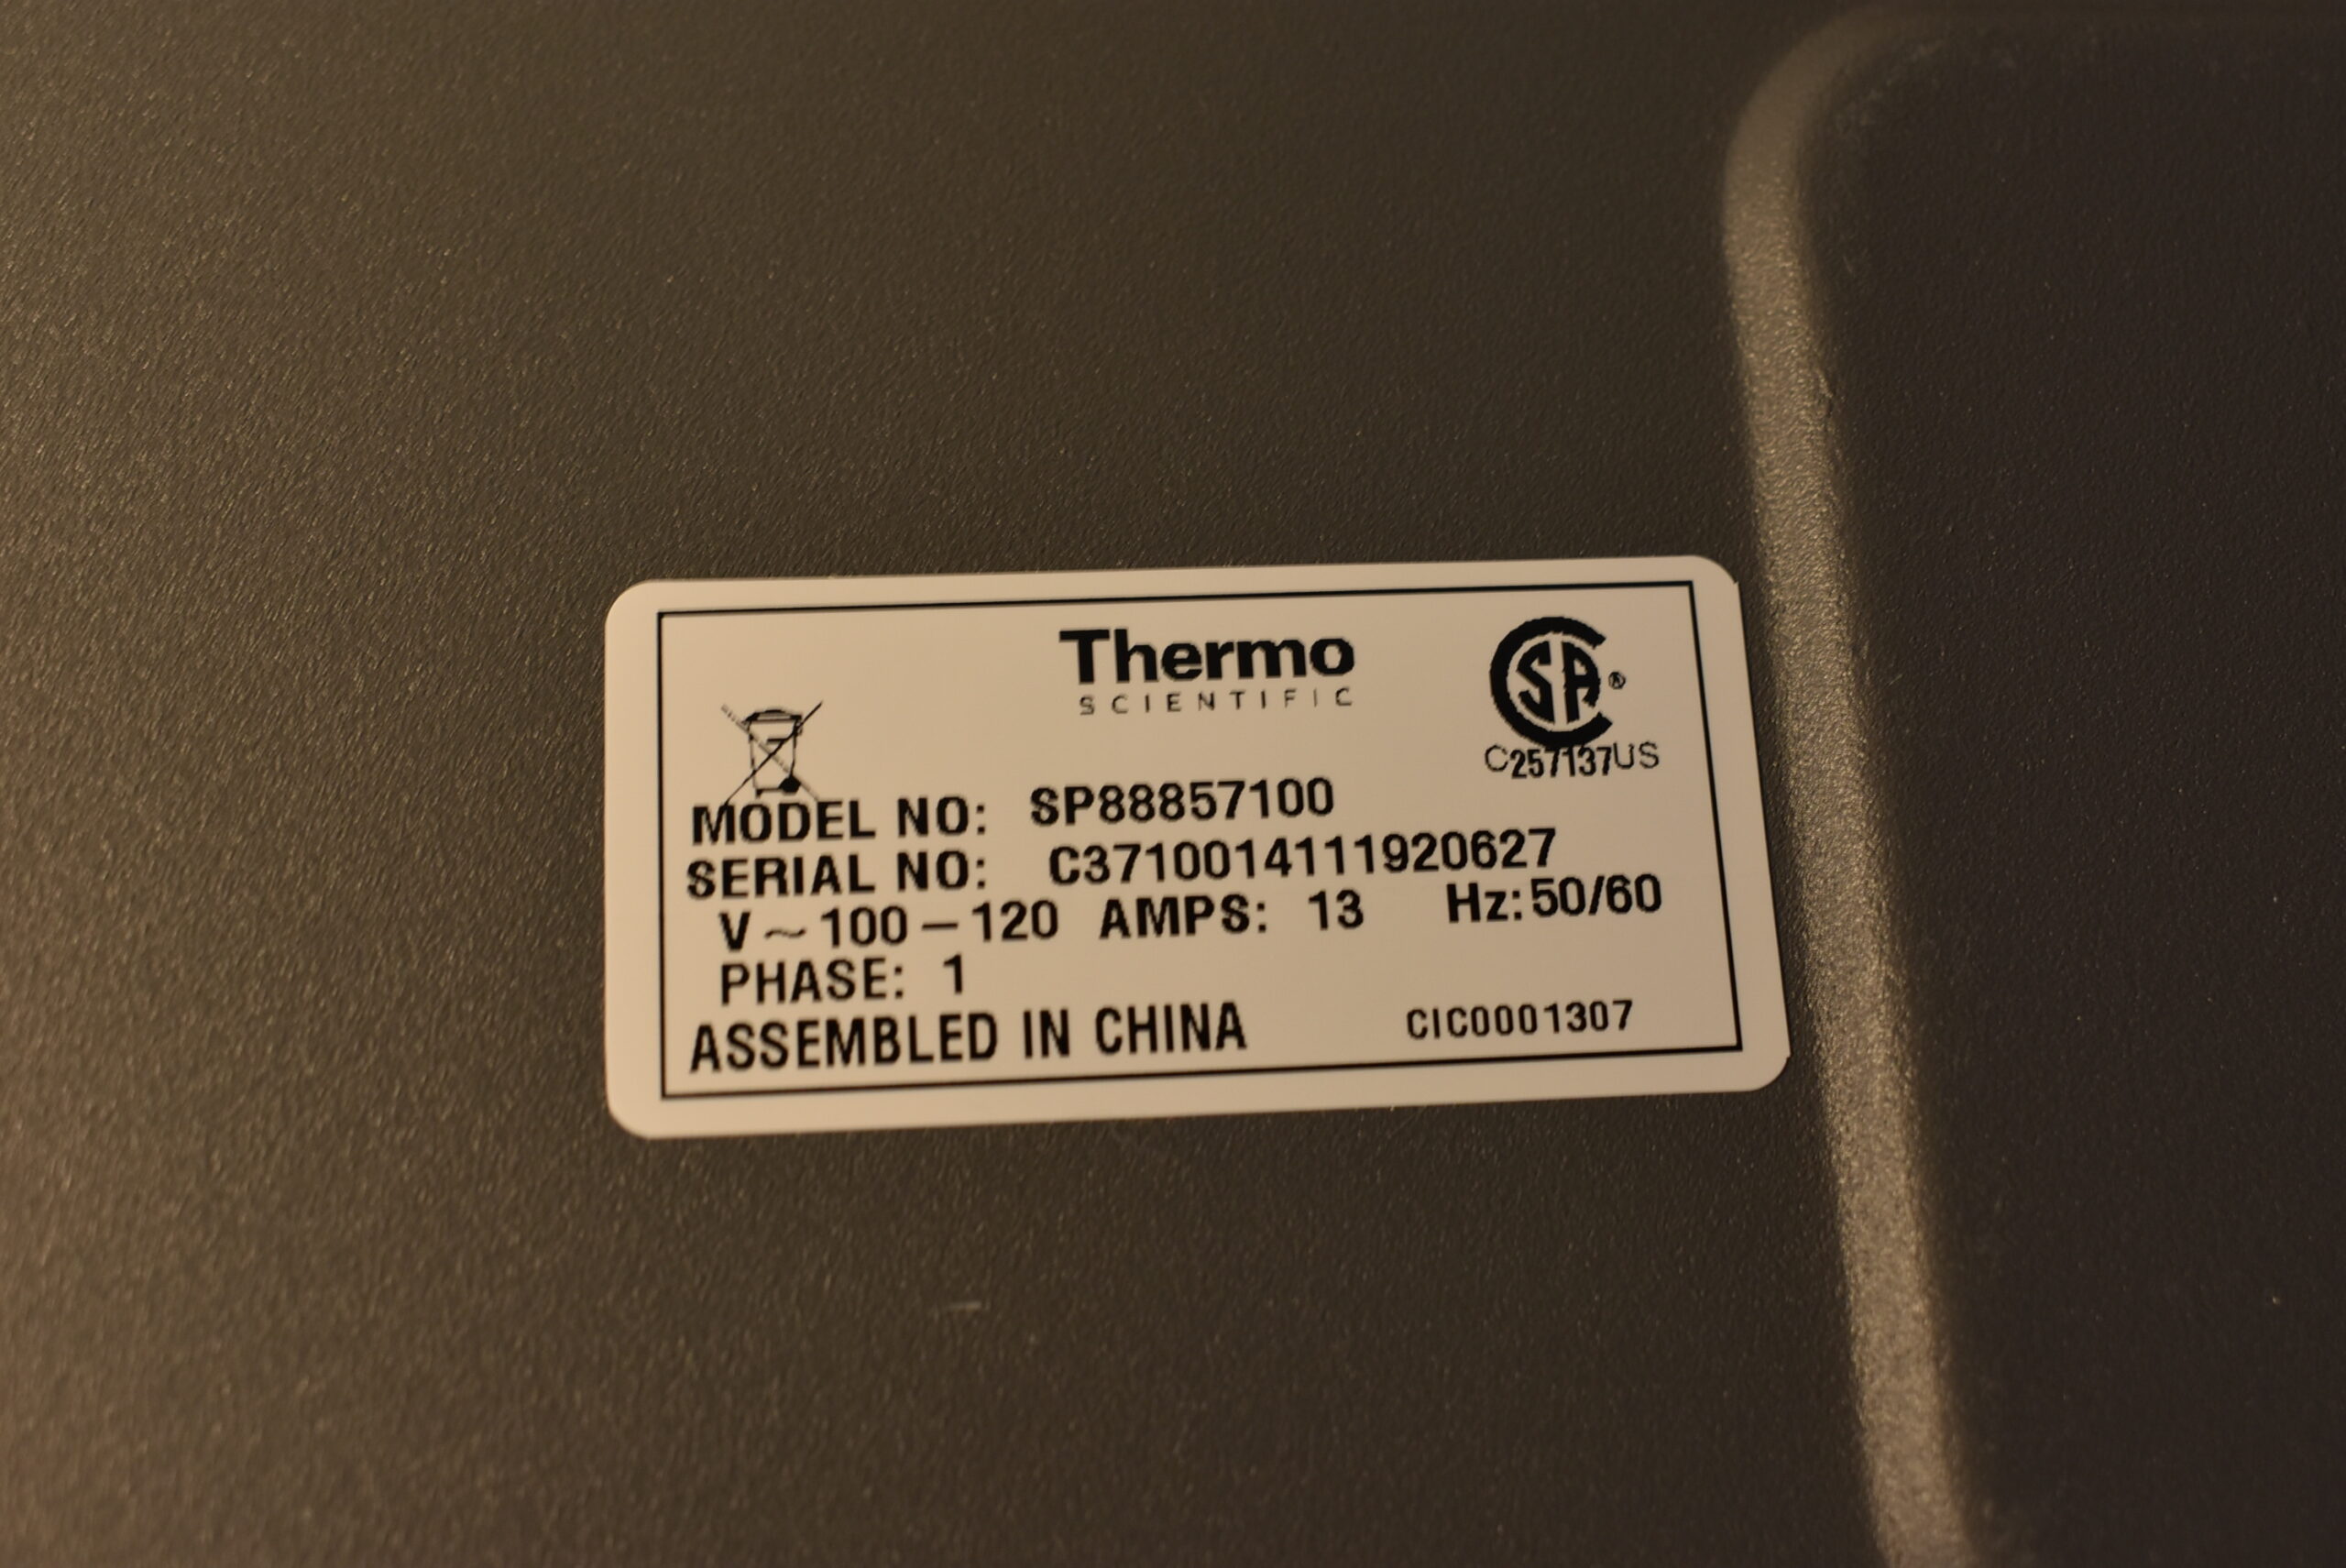 Thermo
SCIENTIFIC
SA®
C257137US
MODEL NO: SP88857100
SERIAL NO: C3710014111920627
V ~ 100 – 120 AMPS: 13 Hz: 50/60
PHASE: 1
ASSEMBLED IN CHINA CIC0001307